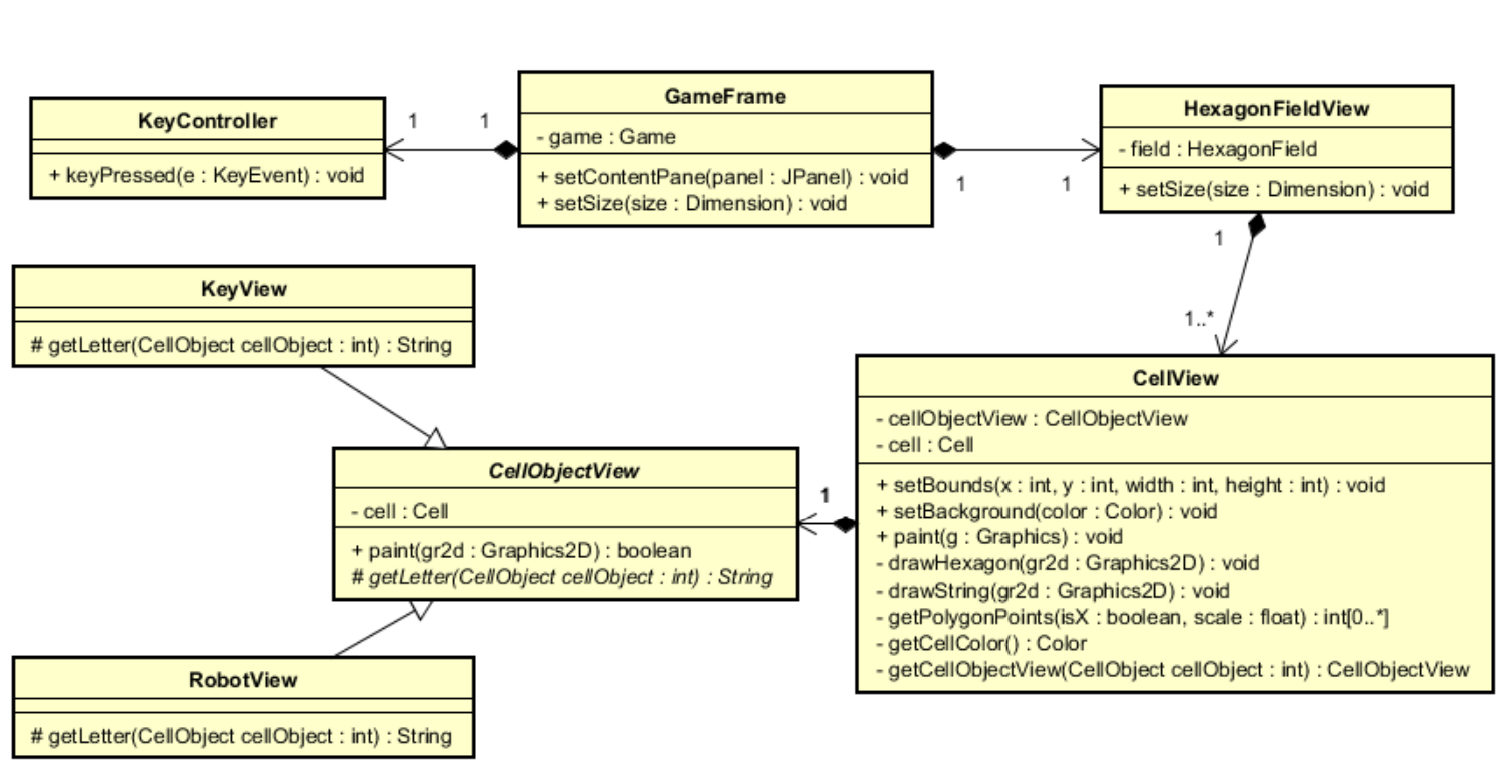 KeyController
+ keyPressed(e : KeyEvent) : void
1
1
GameFrame
- game : Game
+ setContentPane(panel : JPanel) : void
+ setSize(size : Dimension) : void
1
1
HexagonFieldView
- field : HexagonField
+ setSize(size : Dimension) : void
1
1..*
KeyView
# getLetter(CellObject cellObject : int) : String
CellObjectView
- cell : Cell
+ paint(gr2d : Graphics2D) : boolean
# getLetter(CellObject cellObject : int) : String
1
CellView
- cellObjectView : CellObjectView
- cell : Cell
+ setBounds(x : int, y : int, width : int, height : int) : void
+ setBackground(color : Color) : void
+ paint(g : Graphics) : void
- drawHexagon(gr2d : Graphics2D) : void
- drawString(gr2d : Graphics2D) : void
- getPolygonPoints(isX : boolean, scale : float) : int[0..*]
- getCellColor() : Color
- getCellObjectView(CellObject cellObject : int) : CellObjectView
RobotView
# getLetter(CellObject cellObject : int) : String